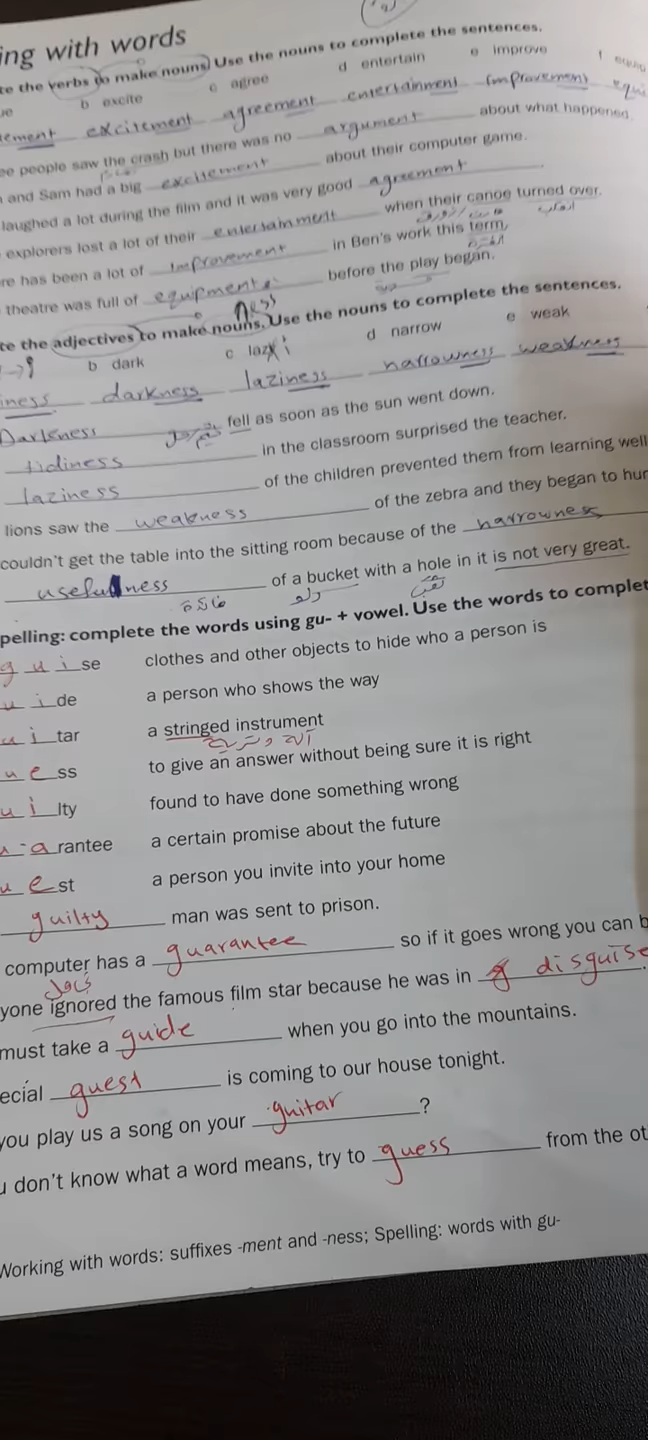 ing with words
te the verbs to make nouns. Use the nouns to complete the sentences.
b excite c agree d entertain e improve f equip
ement excitement agreement entertainment improvement equi
ee people saw the crash but there was no argument about what happened.
and Sam had a big excitement about their computer game.
laughed a lot during the film and it was very good agreement.
explorers lost a lot of their entertainment when their canoe turned over.
re has been a lot of improvement in Ben's work this term.
theatre was full of equipments. before the play began.
ness
te the adjectives to make nouns. Use the nouns to complete the sentences.
b dark c lazy i d narrow e weak
iness darkness laziness narrowness weakness
Darkness fell as soon as the sun went down.
tidiness in the classroom surprised the teacher.
laziness of the children prevented them from learning well
lions saw the weakness of the zebra and they began to hun
couldn't get the table into the sitting room because of the narrowness
usefulness of a bucket with a hole in it is not very great.
فائدة دلو ثقب
pelling: complete the words using gu- + vowel. Use the words to complet
g u i se clothes and other objects to hide who a person is
u i de a person who shows the way
u i tar a stringed instrument
آلة وترية
u e ss to give an answer without being sure it is right
u i lty found to have done something wrong
u a rantee a certain promise about the future
u e st a person you invite into your home
guilty man was sent to prison.
computer has a guarantee so if it goes wrong you can b
yone ignored the famous film star because he was in disguise.
must take a guide when you go into the mountains.
ecial guest is coming to our house tonight.
you play us a song on your guitar?
u don't know what a word means, try to guess from the ot
Working with words: suffixes -ment and -ness; Spelling: words with gu-